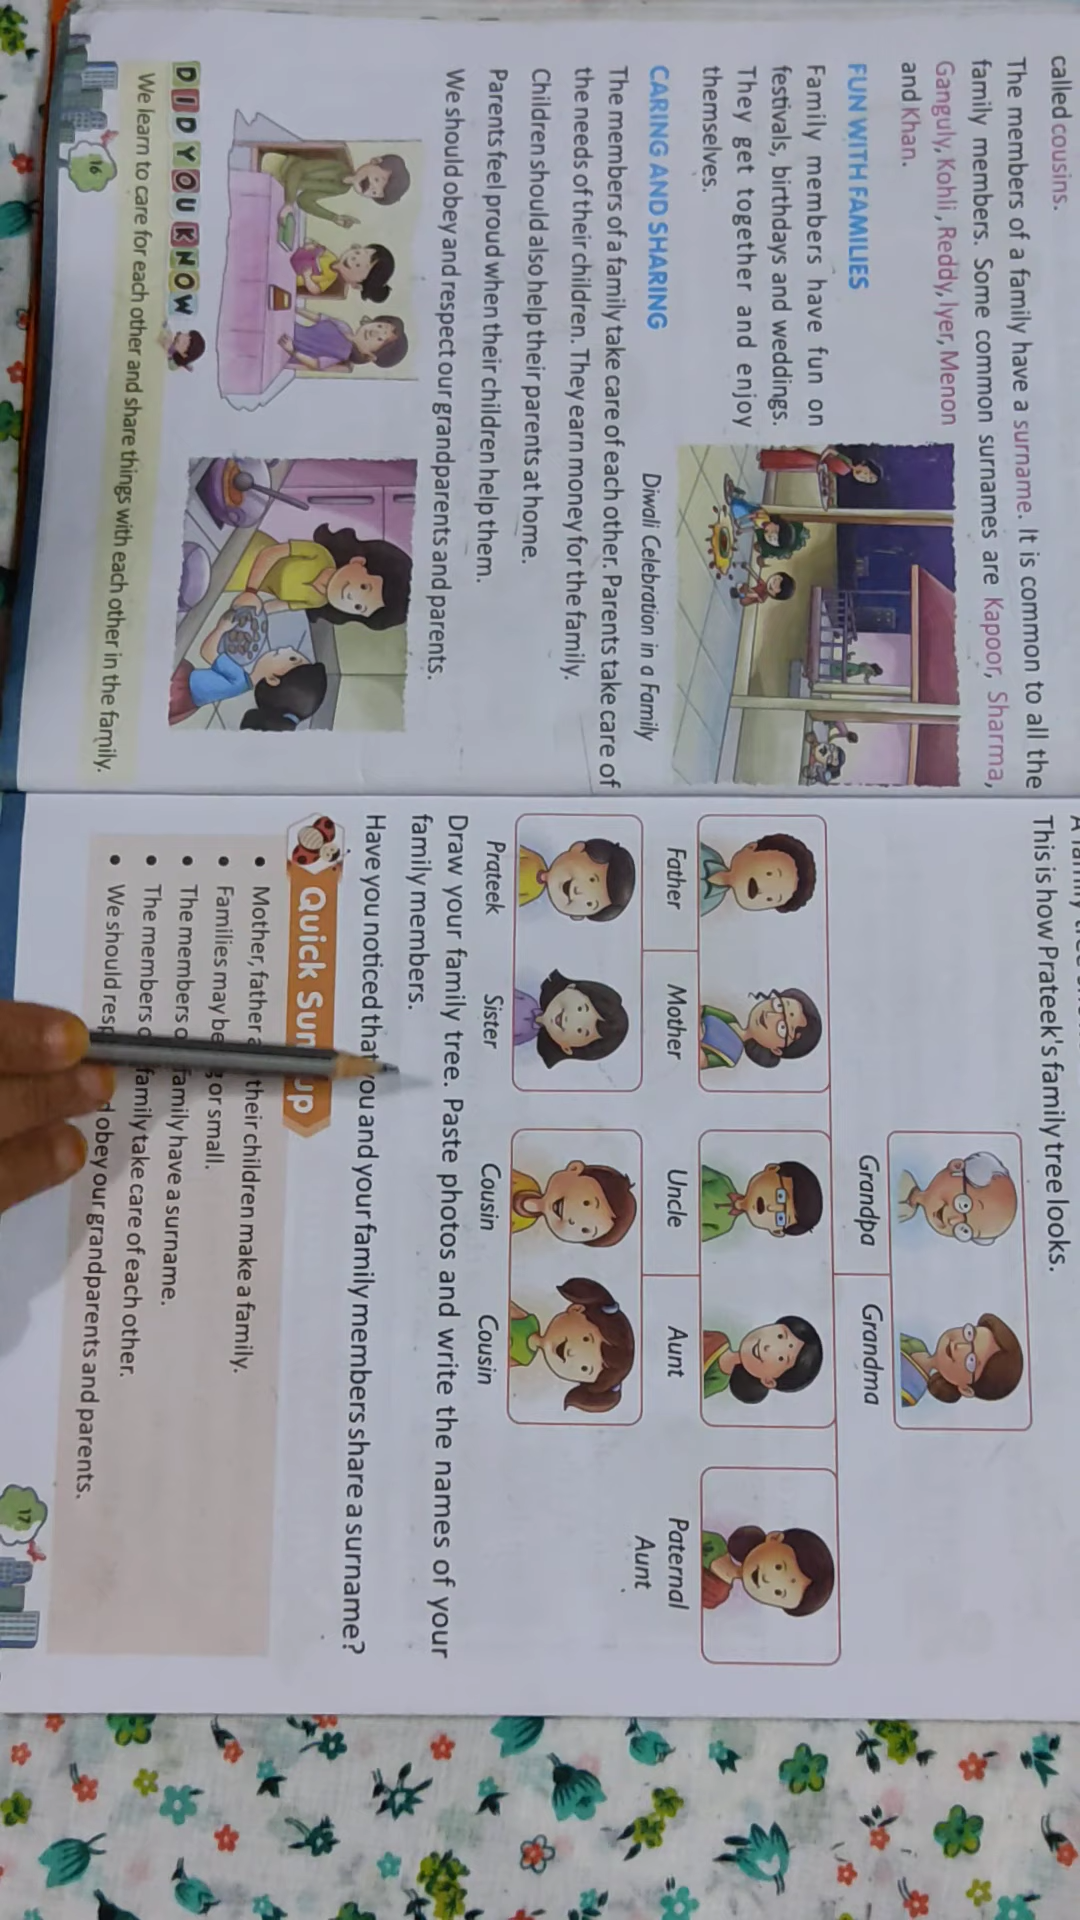 called cousins.
The members of a family have a surname. It is common to all the
family members. Some common surnames are Kapoor, Sharma,
Ganguly, Kohli, Reddy, Iyer, Menon
and Khan.
FUN WITH FAMILIES
Family members have fun on
festivals, birthdays and weddings.
They get together and enjoy
themselves.
Diwali Celebration in a Family
CARING AND SHARING
The members of a family take care of each other. Parents take care of
the needs of their children. They earn money for the family.
Children should also help their parents at home.
Parents feel proud when their children help them.
We should obey and respect our grandparents and parents.
DID YOU KNOW
We learn to care for each other and share things with each other in the family.
16
This is how Prateek's family tree looks.
Grandpa Grandma
Father Mother Uncle Aunt Paternal
Aunt
Prateek Sister Cousin Cousin
Draw your family tree. Paste photos and write the names of your
family members.
Have you noticed that you and your family members share a surname?
Quick Sum up
• Mother, father their children make a family.
• Families may be or small.
• The members family have a surname.
• The members family take care of each other.
• We should obey our grandparents and parents.
17